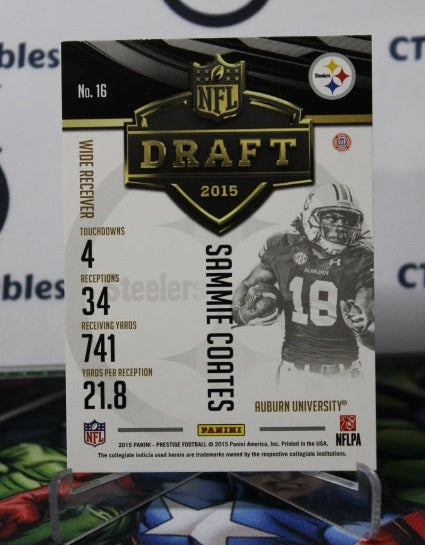 CT
bles
No. 16
NFL
Steelers
DRAFT
2015
WIDE RECEIVER
TOUCHDOWNS
4
RECEPTIONS
34
RECEIVING YARDS
741
YARDS PER RECEPTION
21.8
Steelers
SAMMIE COATES
AUBURN
18
AUBURN UNIVERSITY®
NFL
PANINI
NFLPA
2015 PANINI - PRESTIGE FOOTBALL © 2015 Panini America, Inc. Printed in the USA.
The collegiate indicia used herein are trademarks owned by the respective collegiate institutions.
bles
CT